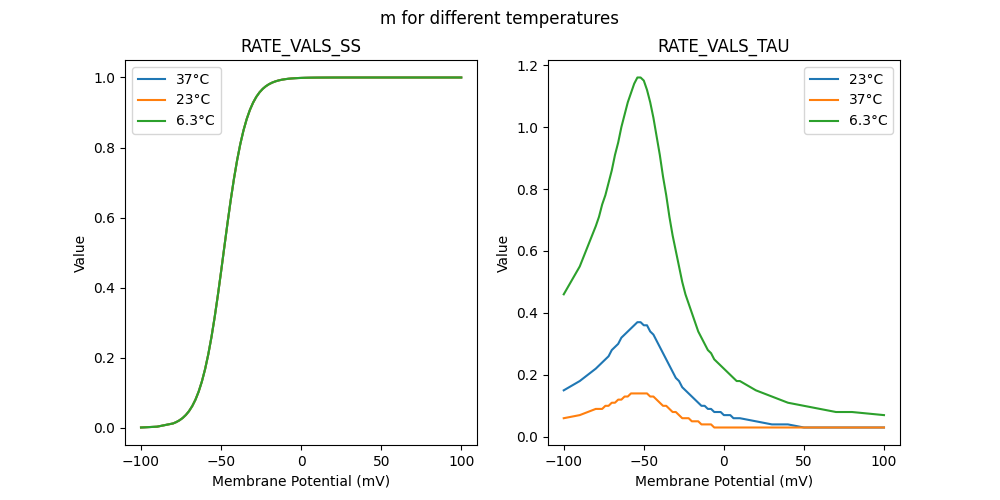 m for different temperatures
RATE_VALS_SS
37°C
23°C
6.3°C
1.0
0.8
0.6
0.4
0.2
0.0
Value
−100
−50
0
50
100
Membrane Potential (mV)
RATE_VALS_TAU
23°C
37°C
6.3°C
1.2
1.0
0.8
0.6
0.4
0.2
0.0
Value
−100
−50
0
50
100
Membrane Potential (mV)